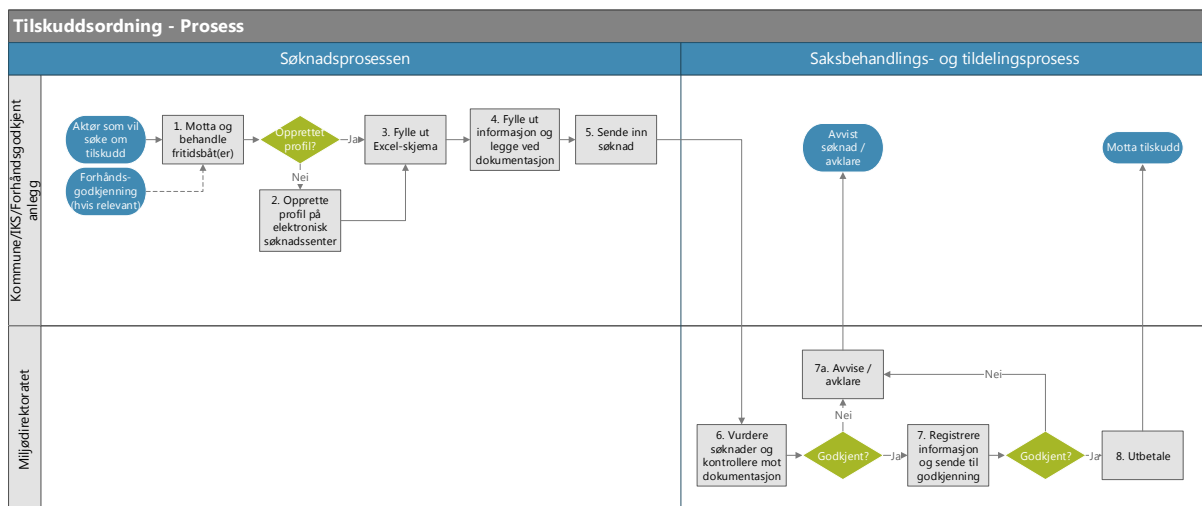 Tilskuddsordning - Prosess
Søknadsprosessen
Saksbehandlings- og tildelingsprosess
Kommune/IKS/Forhåndsgodkjent
anlegg
Aktør som vil
søke om
tilskudd
Forhånds-
godkjenning
(hvis relevant)
1. Motta og
behandle
fritidsbåt(er)
Opprettet
profil?
Ja
Nei
2. Opprette
profil på
elektronisk
søknadssenter
3. Fylle ut
Excel-skjema
4. Fylle ut
informasjon og
legge ved
dokumentasjon
5. Sende inn
søknad
Avvist
søknad /
avklare
Motta tilskudd
Miljødirektoratet
6. Vurdere
søknader og
kontrollere mot
dokumentasjon
Godkjent?
Nei
Ja
7a. Avvise /
avklare
7. Registrere
informasjon
og sende til
godkjenning
Godkjent?
Nei
Ja
8. Utbetale